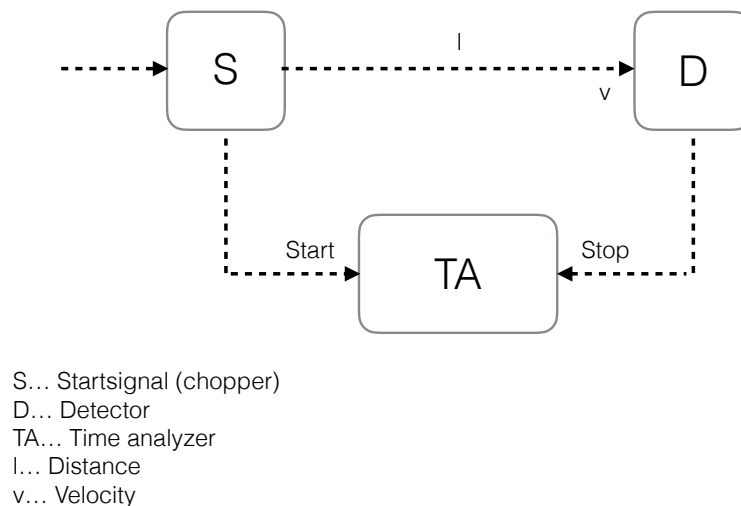 l
S
D
v
Start
Stop
TA
S... Startsignal (chopper)
D... Detector
TA... Time analyzer
l... Distance
v... Velocity